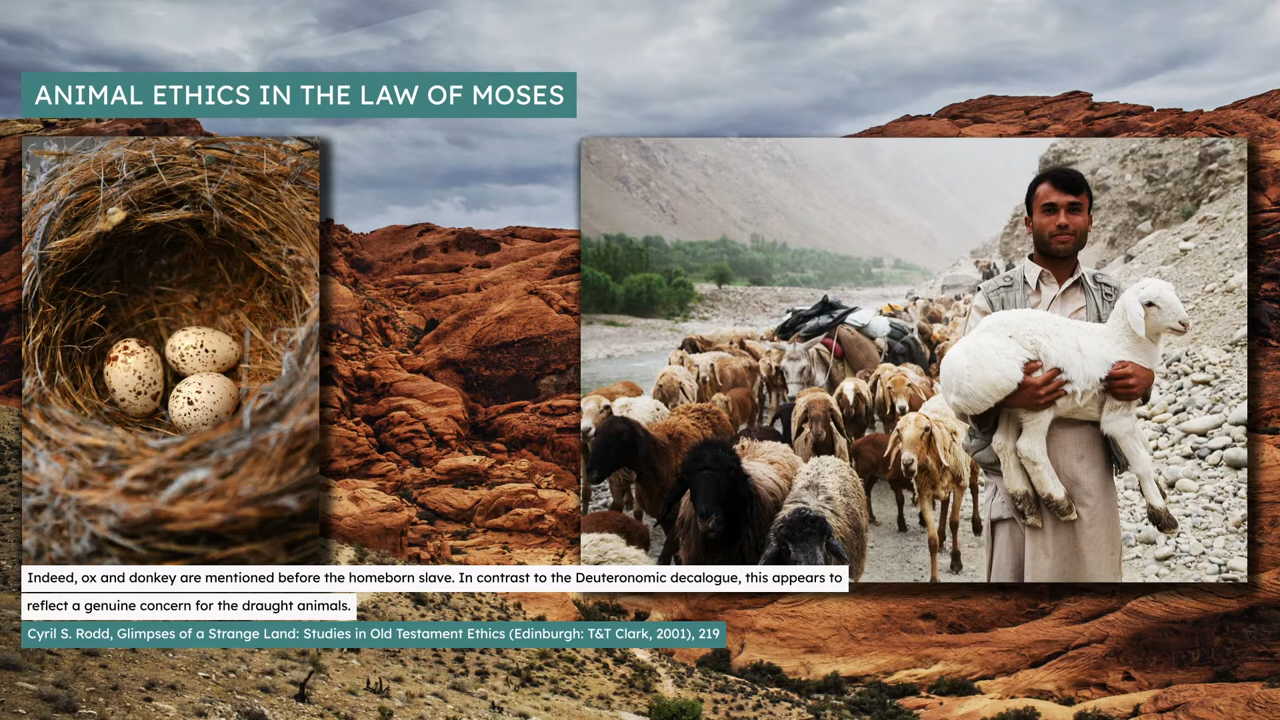 ANIMAL ETHICS IN THE LAW OF MOSES
Indeed, ox and donkey are mentioned before the homeborn slave. In contrast to the Deuteronomic decalogue, this appears to
reflect a genuine concern for the draught animals.
Cyril S. Rodd, Glimpses of a Strange Land: Studies in Old Testament Ethics (Edinburgh: T&T Clark, 2001), 219